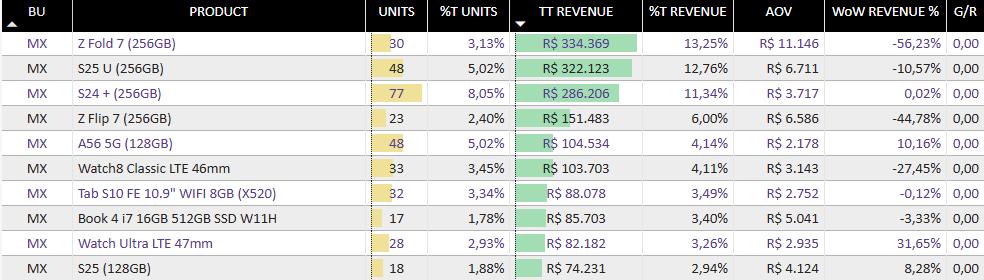 BU PRODUCT UNITS %T UNITS TT REVENUE %T REVENUE AOV WoW REVENUE % G/R
MX Z Fold 7 (256GB) 30 3,13% R$ 334.369 13,25% R$ 11.146 -56,23% 0,00
MX S25 U (256GB) 48 5,02% R$ 322.123 12,76% R$ 6.711 -10,57% 0,00
MX S24 + (256GB) 77 8,05% R$ 286.206 11,34% R$ 3.717 0,02% 0,00
MX Z Flip 7 (256GB) 23 2,40% R$ 151.483 6,00% R$ 6.586 -44,78% 0,00
MX A56 5G (128GB) 48 5,02% R$ 104.534 4,14% R$ 2.178 10,16% 0,00
MX Watch8 Classic LTE 46mm 33 3,45% R$ 103.703 4,11% R$ 3.143 -27,45% 0,00
MX Tab S10 FE 10.9" WIFI 8GB (X520) 32 3,34% R$ 88.078 3,49% R$ 2.752 -0,12% 0,00
MX Book 4 i7 16GB 512GB SSD W11H 17 1,78% R$ 85.703 3,40% R$ 5.041 -3,33% 0,00
MX Watch Ultra LTE 47mm 28 2,93% R$ 82.182 3,26% R$ 2.935 31,65% 0,00
MX S25 (128GB) 18 1,88% R$ 74.231 2,94% R$ 4.124 8,28% 0,00